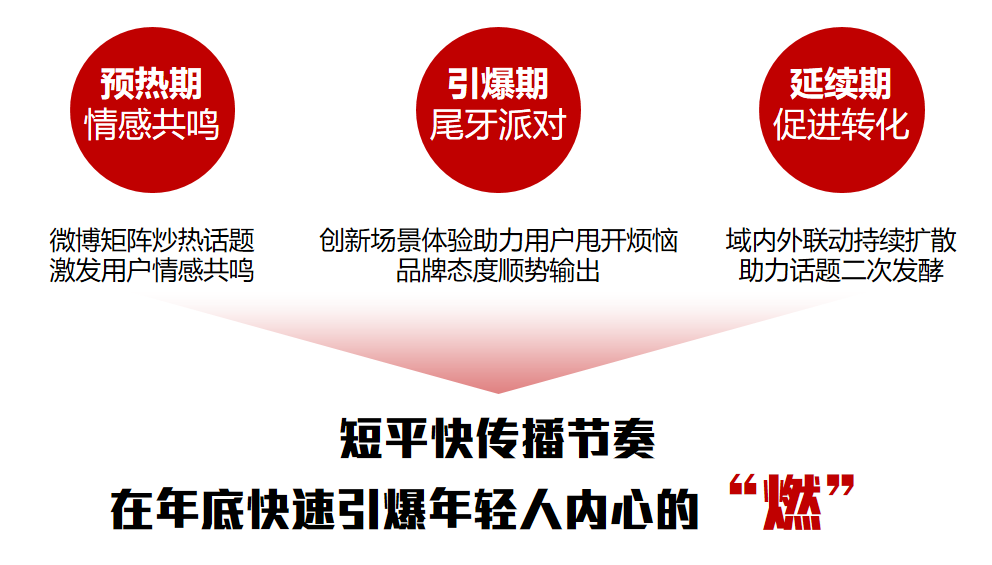 预热期
情感共鸣
引爆期
尾牙派对
延续期
促进转化
微博矩阵炒热话题
激发用户情感共鸣
创新场景体验助力用户甩开烦恼
品牌态度顺势输出
域内外联动持续扩散
助力话题二次发酵
短平快传播节奏
在年底快速引爆年轻人内心的“燃”